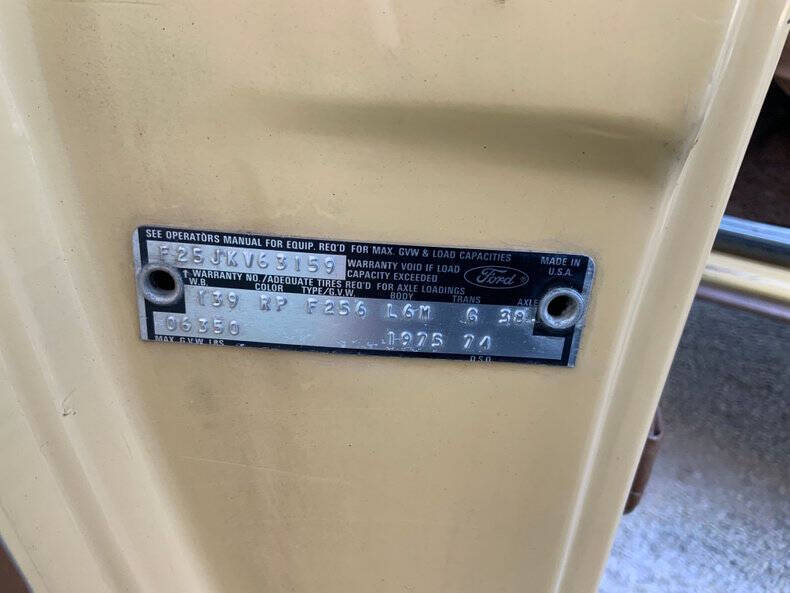 SEE OPERATORS MANUAL FOR EQUIP. REQ'D FOR MAX. GVW & LOAD CAPACITIES
F25JKV63159 WARRANTY VOID IF LOAD CAPACITY EXCEEDED Ford ® MADE IN U.S.A.
↑ WARRANTY NO./ADEQUATE TIRES REQ'D FOR AXLE LOADINGS
W.B. COLOR TYPE/G.V.W. BODY TRANS AXLE
139 RP F256 L6M G 38
06350 1975 74
MAX. G.V.W. LBS. D.S.O.